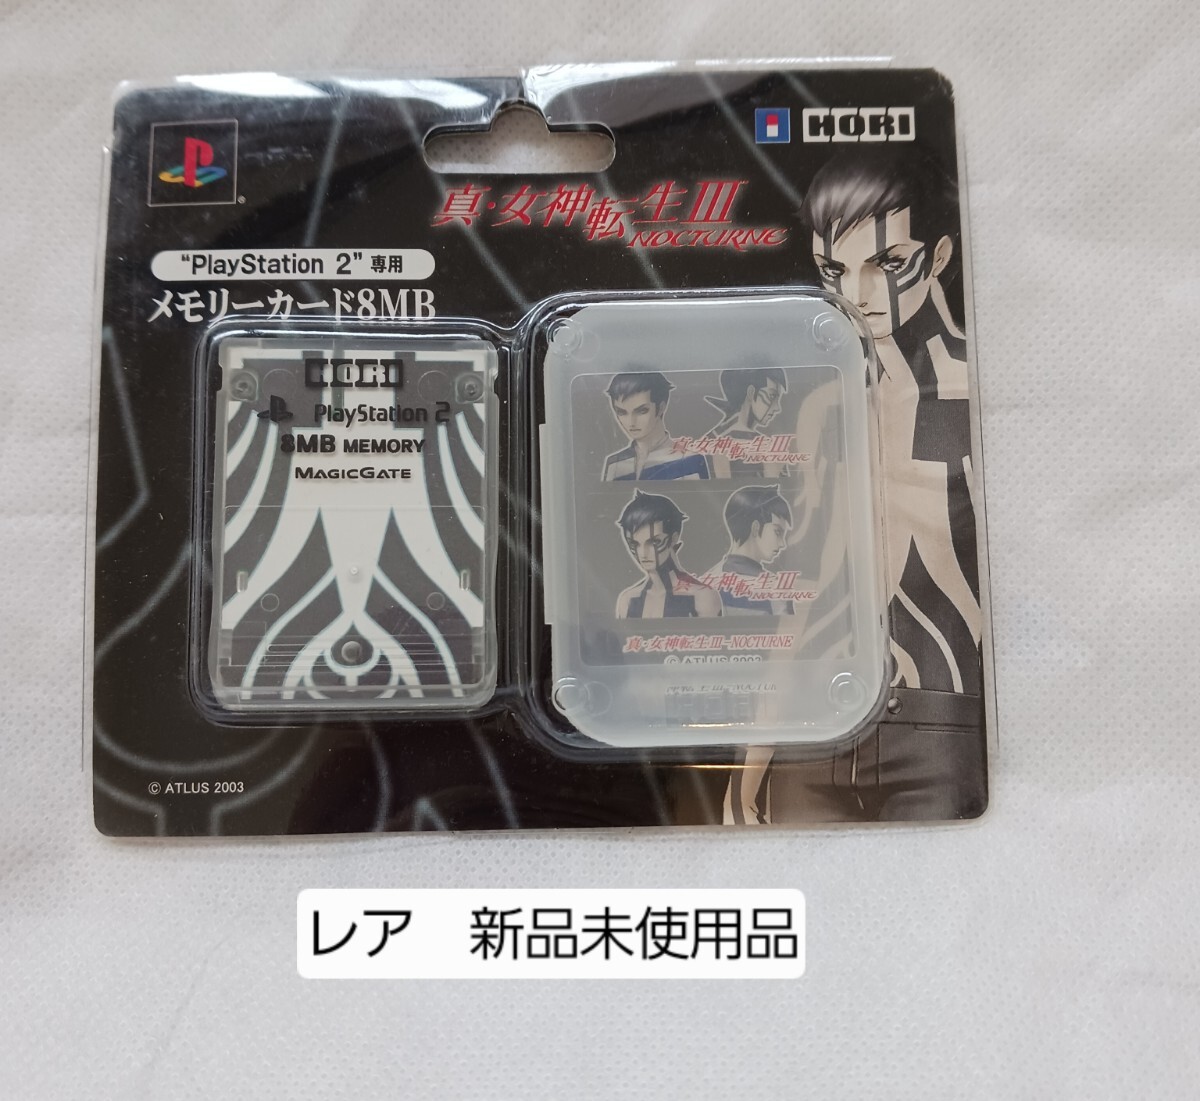 HORI
真・女神転生III
NOCTURNE
“PlayStation 2” 専用
メモリーカード8MB
HORI
PlayStation 2
8MB MEMORY
MAGICGATE
真・女神転生III
NOCTURNE
真・女神転生III
NOCTURNE
真・女神転生III-NOCTURNE
© ATLUS 2003
© ATLUS 2003
レア 新品未使用品